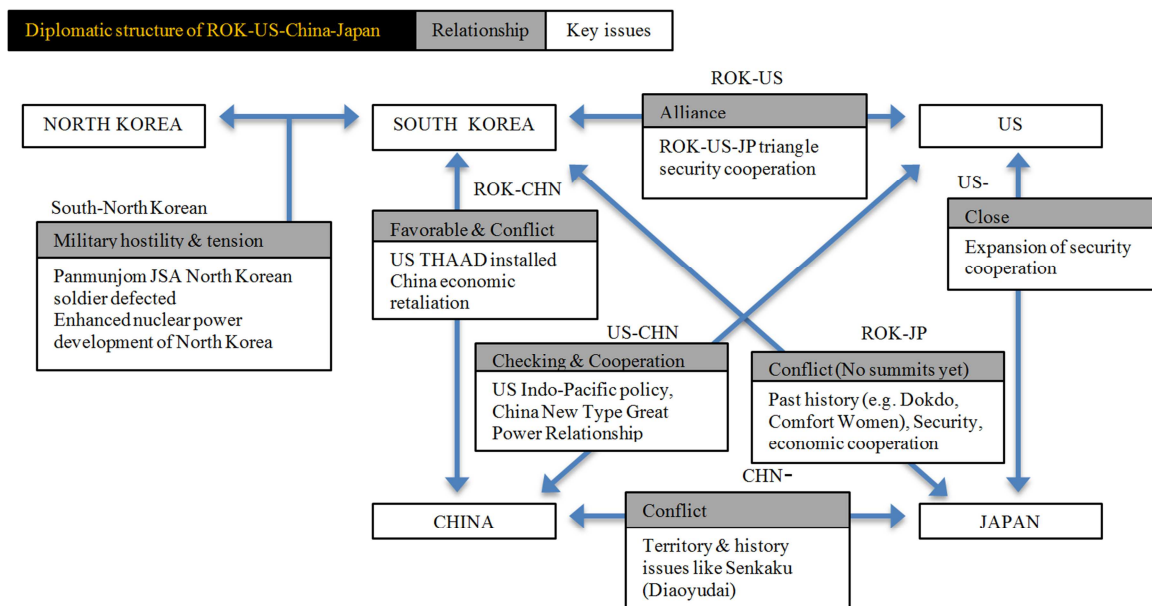 Diplomatic structure of ROK-US-China-Japan
Relationship
Key issues
ROK-US
NORTH KOREA
SOUTH KOREA
Alliance
ROK-US-JP triangle
security cooperation
US
ROK-CHN
US-
South-North Korean
Military hostility & tension
Panmunjom JSA North Korean
soldier defected
Enhanced nuclear power
development of North Korea
Favorable & Conflict
US THAAD installed
China economic
retaliation
Close
Expansion of security
cooperation
US-CHN
Checking & Cooperation
US Indo-Pacific policy,
China New Type Great
Power Relationship
ROK-JP
Conflict (No summits yet)
Past history (e.g. Dokdo,
Comfort Women), Security,
economic cooperation
CHN-
CHINA
Conflict
Territory & history
issues like Senkaku
(Diaoyudai)
JAPAN